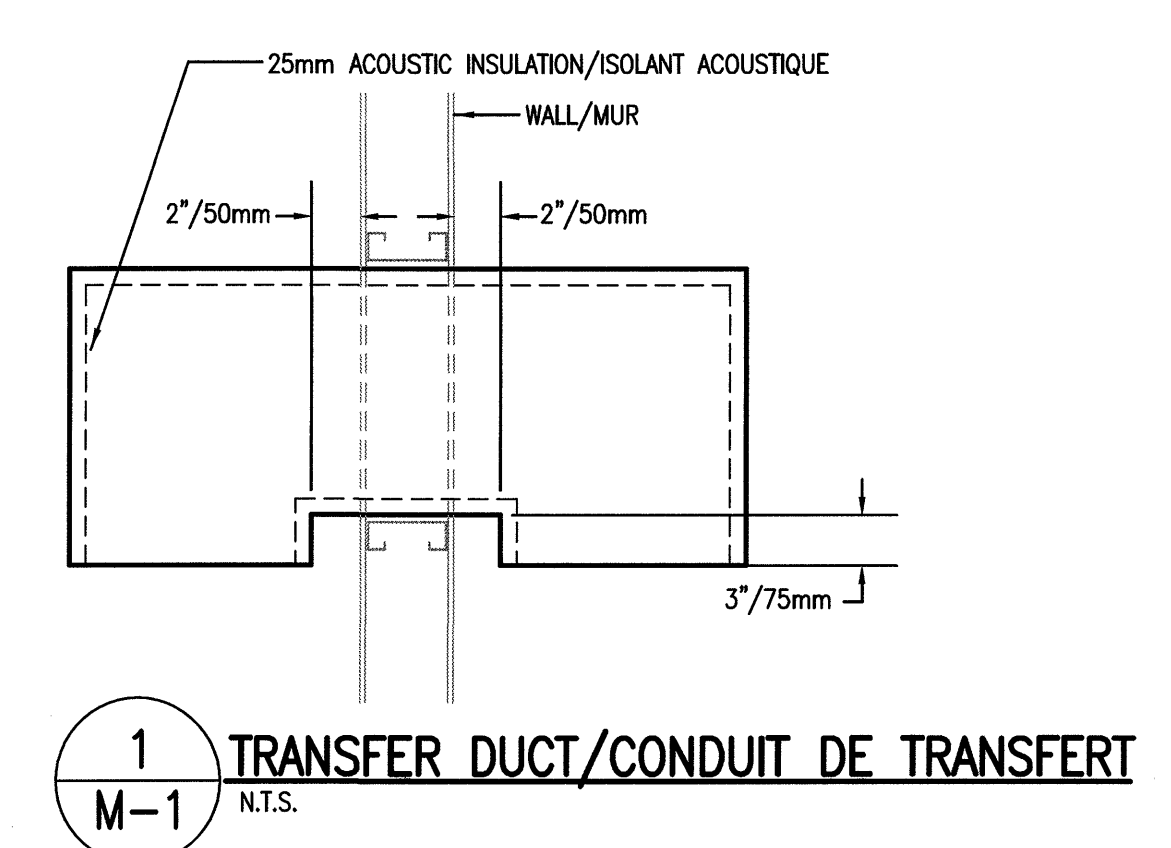 25mm ACOUSTIC INSULATION/ISOLANT ACOUSTIQUE
WALL/MUR
2"/50mm
2"/50mm
3"/75mm
1
M-1
TRANSFER DUCT/CONDUIT DE TRANSFERT
N.T.S.